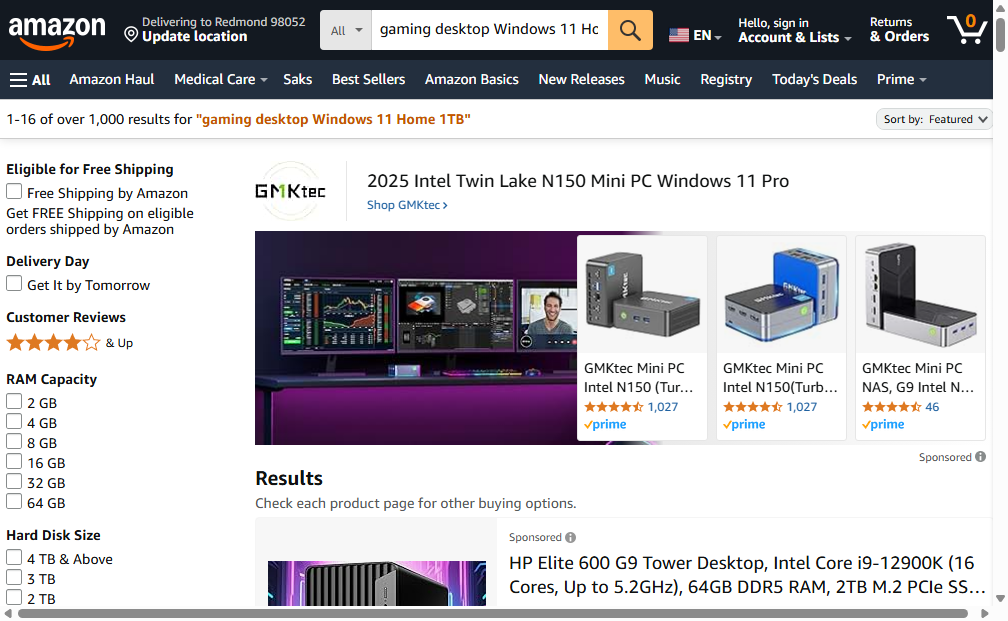 amazon
Delivering to Redmond 98052
Update location
All
gaming desktop Windows 11 Ho
EN
Hello, sign in
Account & Lists
Returns
& Orders
0
All
Amazon Haul
Medical Care
Saks
Best Sellers
Amazon Basics
New Releases
Music
Registry
Today's Deals
Prime
1-16 of over 1,000 results for "gaming desktop Windows 11 Home 1TB"
Sort by: Featured
Eligible for Free Shipping
Free Shipping by Amazon
Get FREE Shipping on eligible
orders shipped by Amazon
Delivery Day
Get It by Tomorrow
Customer Reviews
& Up
RAM Capacity
2 GB
4 GB
8 GB
16 GB
32 GB
64 GB
Hard Disk Size
4 TB & Above
3 TB
2 TB
GMKtec
2025 Intel Twin Lake N150 Mini PC Windows 11 Pro
Shop GMKtec
GMKtec Mini PC
Intel N150 (Tur...
1,027
prime
GMKtec Mini PC
Intel N150(Turb...
1,027
prime
GMKtec Mini PC
NAS, G9 Intel N...
46
prime
Sponsored
Results
Check each product page for other buying options.
Sponsored
HP Elite 600 G9 Tower Desktop, Intel Core i9-12900K (16
Cores, Up to 5.2GHz), 64GB DDR5 RAM, 2TB M.2 PCIe SS...